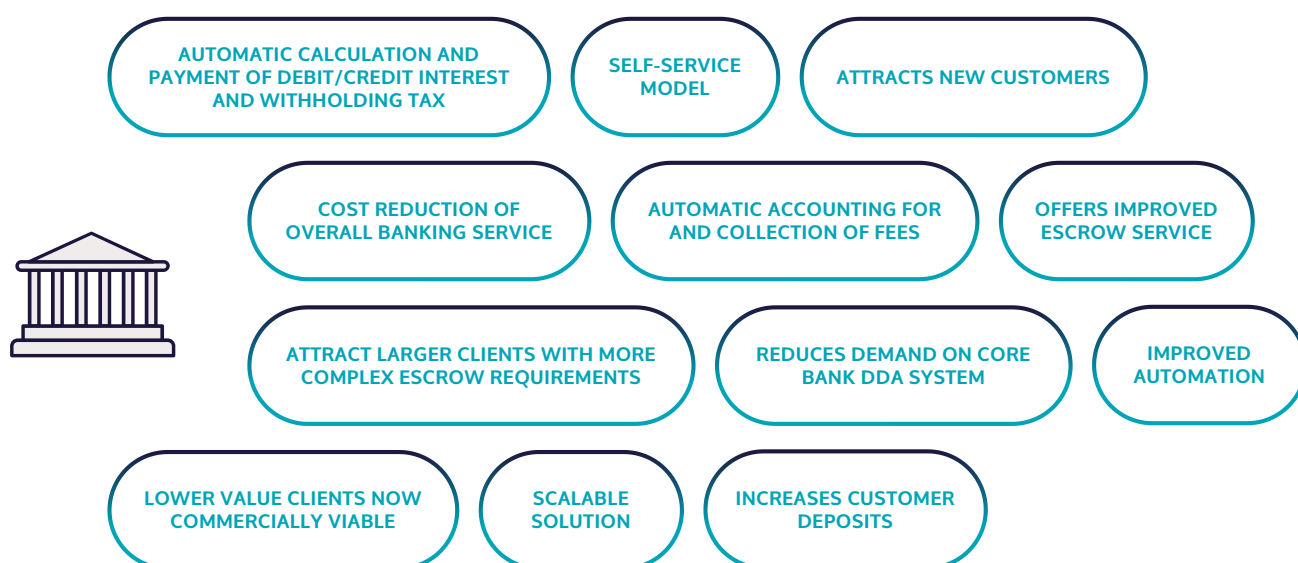 AUTOMATIC CALCULATION AND
PAYMENT OF DEBIT/CREDIT INTEREST
AND WITHHOLDING TAX
SELF-SERVICE
MODEL
ATTRACTS NEW CUSTOMERS
COST REDUCTION OF
OVERALL BANKING SERVICE
AUTOMATIC ACCOUNTING FOR
AND COLLECTION OF FEES
OFFERS IMPROVED
ESCROW SERVICE
ATTRACT LARGER CLIENTS WITH MORE
COMPLEX ESCROW REQUIREMENTS
REDUCES DEMAND ON CORE
BANK DDA SYSTEM
IMPROVED
AUTOMATION
LOWER VALUE CLIENTS NOW
COMMERCIALLY VIABLE
SCALABLE
SOLUTION
INCREASES CUSTOMER
DEPOSITS